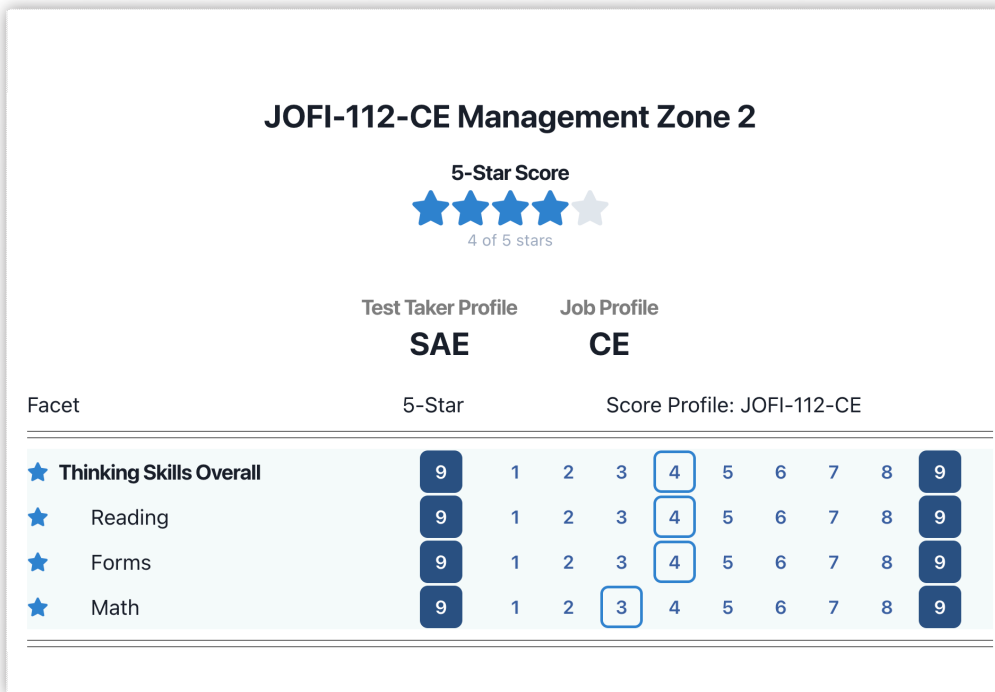 JOFI-112-CE Management Zone 2
5-Star Score
4 of 5 stars
Test Taker Profile Job Profile
SAE CE
Facet 5-Star Score Profile: JOFI-112-CE
Thinking Skills Overall 9 1 2 3 4 5 6 7 8 9
Reading 9 1 2 3 4 5 6 7 8 9
Forms 9 1 2 3 4 5 6 7 8 9
Math 9 1 2 3 4 5 6 7 8 9